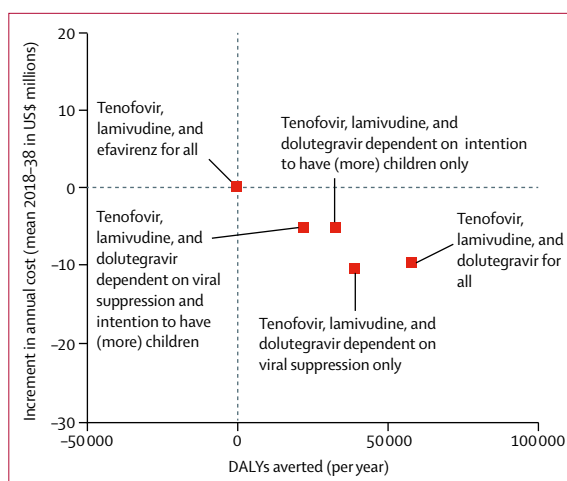 Increment in annual cost (mean 2018–38 in US$ millions)
20
10
0
–10
–20
–30
Tenofovir,
lamivudine, and
efavirenz for all
Tenofovir, lamivudine, and
dolutegravir dependent on intention
to have (more) children only
Tenofovir,
lamivudine, and
dolutegravir
dependent on viral
suppression and
intention to have
(more) children
Tenofovir,
lamivudine, and
dolutegravir for
all
Tenofovir, lamivudine, and
dolutegravir dependent on
viral suppression only
–50 000
0
50 000
100 000
DALYs averted (per year)